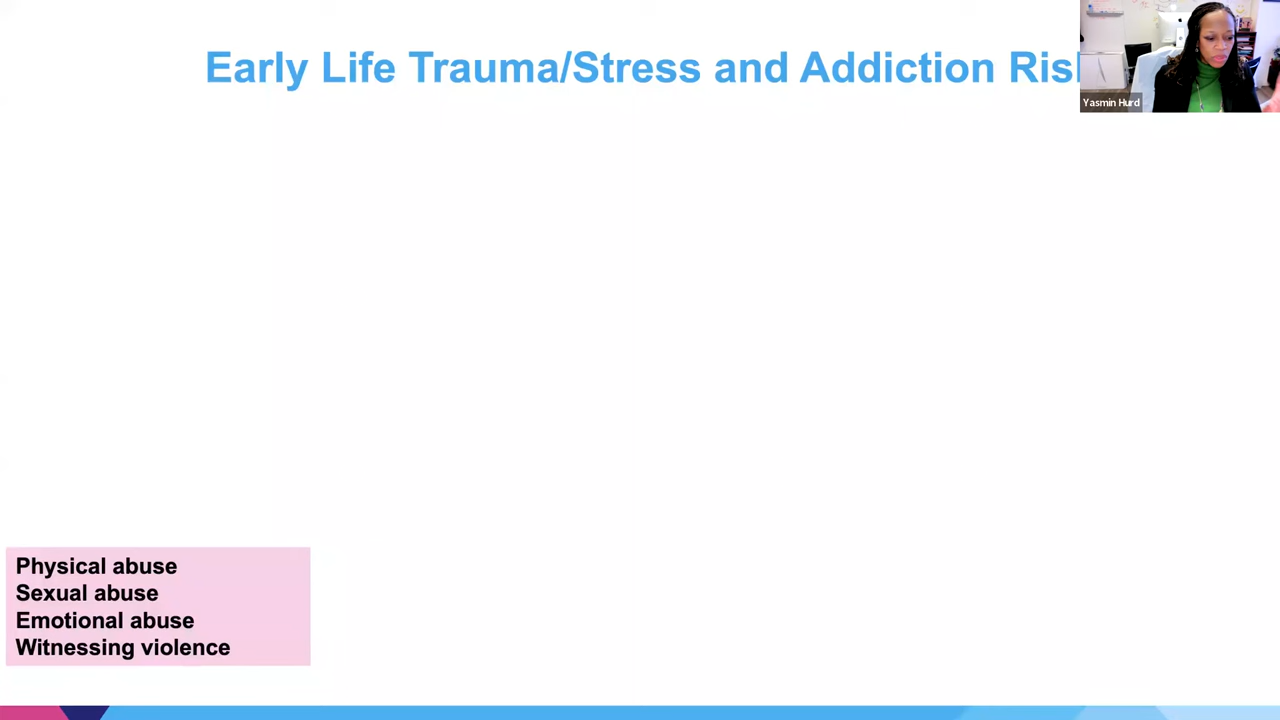 Early Life Trauma/Stress and Addiction Ris
Yasmin Hurd
Physical abuse
Sexual abuse
Emotional abuse
Witnessing violence